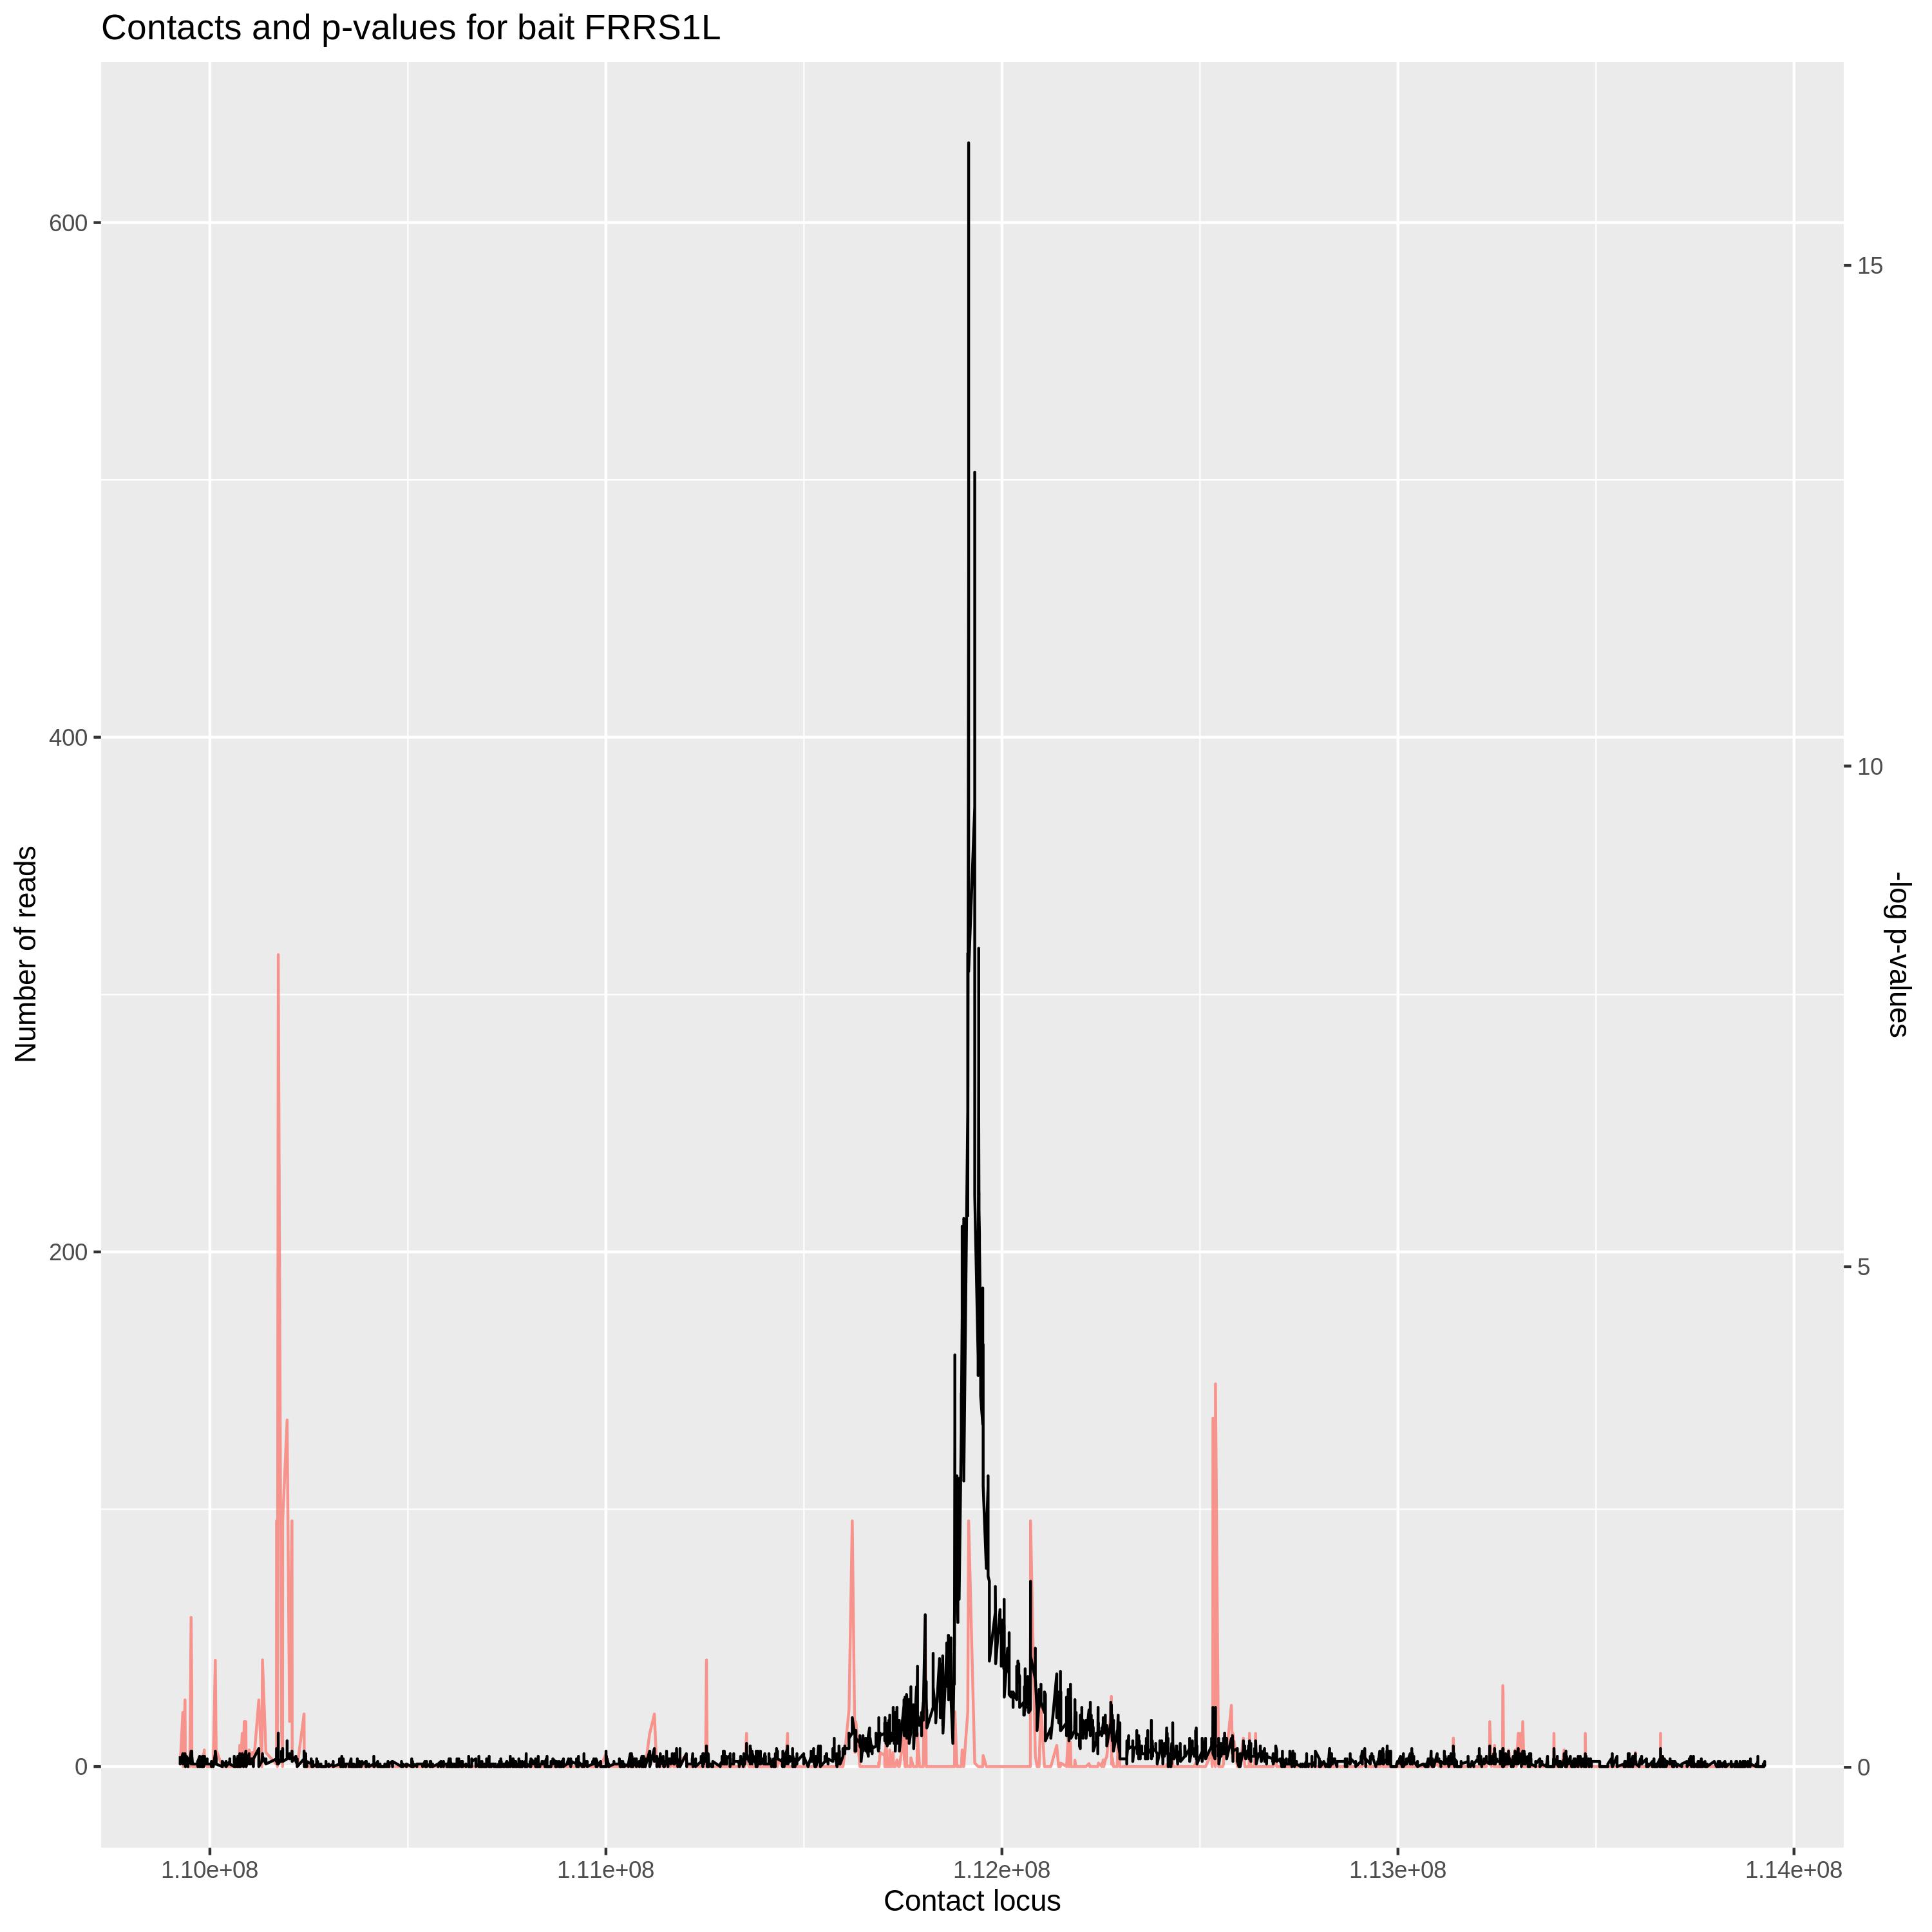 Contacts and p-values for bait FRRS1L
600
400
200
0
Number of reads
15
10
5
0
-log p-values
1.10e+08
1.11e+08
1.12e+08
1.13e+08
1.14e+08
Contact locus